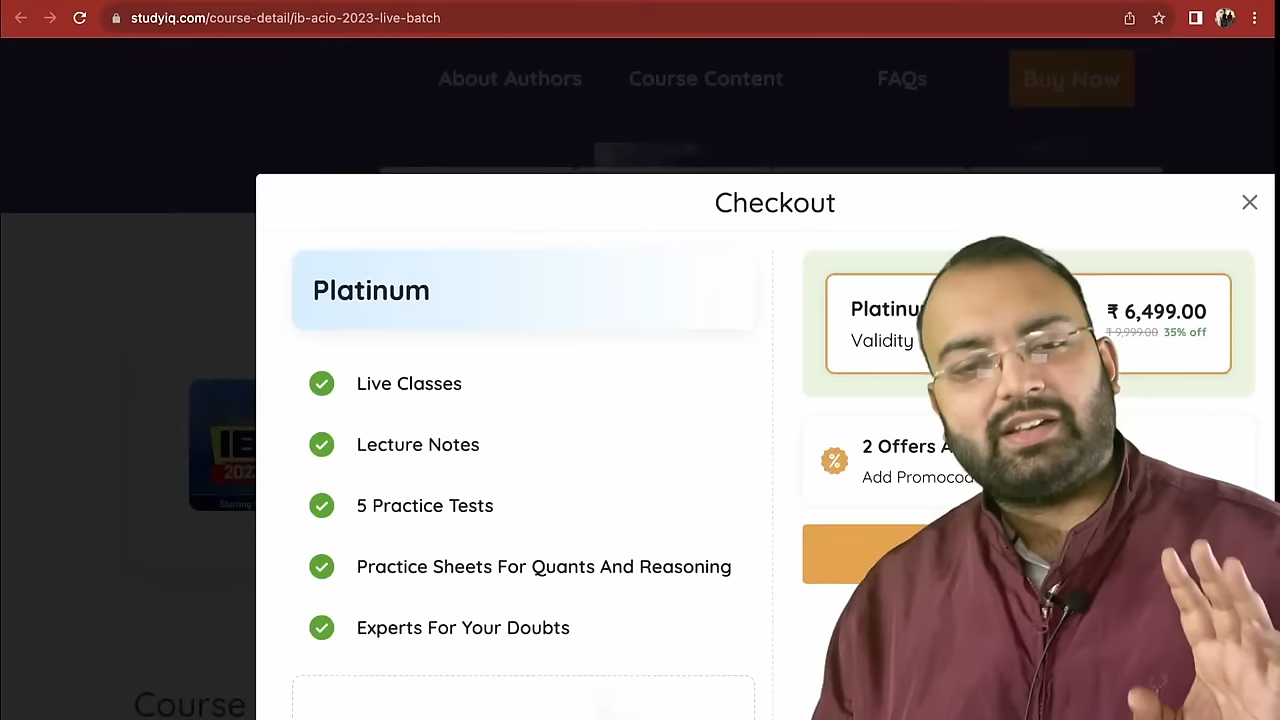 studyiq.com/course-detail/ib-acio-2023-live-batch
About Authors
Course Content
FAQs
Buy Now
Checkout
Platinum
Live Classes
Lecture Notes
5 Practice Tests
Practice Sheets For Quants And Reasoning
Experts For Your Doubts
Validity
₹ 6,499.00
₹ 9,999.00 35% off
2 Offers
Add
Course